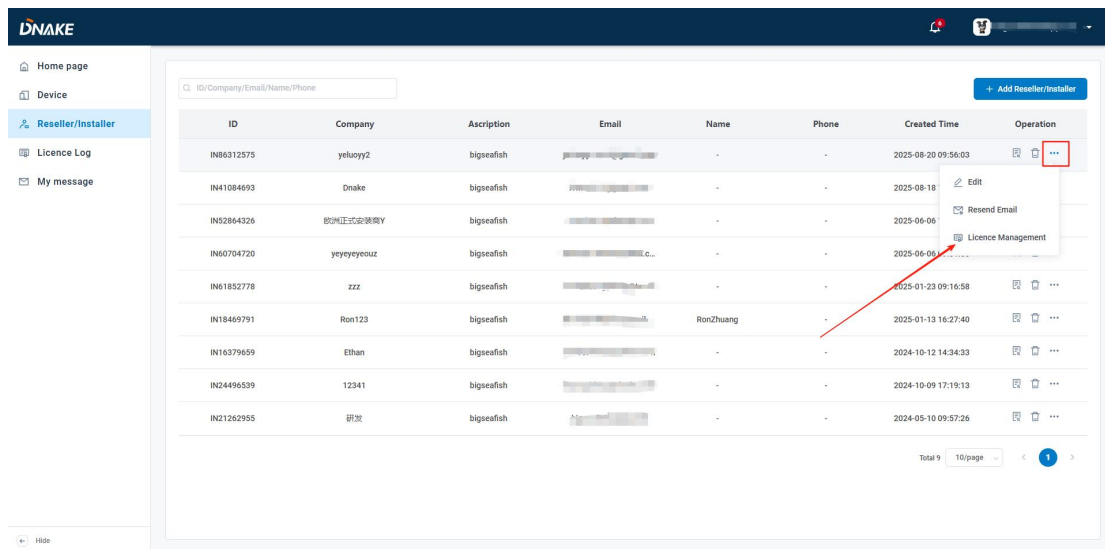 DNAKE
6
Home page
Device
Reseller/Installer
Licence Log
My message
ID/Company/Email/Name/Phone
+ Add Reseller/Installer
ID Company Ascription Email Name Phone Created Time Operation
IN86312575 yeluoyy2 bigseafish - - 2025-08-20 09:56:03
IN41084693 Dnake bigseafish - - 2025-08-18
IN52864326 欧洲正式安装商Y bigseafish - - 2025-06-06
IN60704720 yeyeyeyeouz bigseafish .c... - - 2025-06-06
IN61852778 zzz bigseafish - - 2025-01-23 09:16:58
IN18469791 Ron123 bigseafish RonZhuang - 2025-01-13 16:27:40
IN16379659 Ethan bigseafish - - 2024-10-12 14:34:33
IN24496539 12341 bigseafish - - 2024-10-09 17:19:13
IN21262955 研发 bigseafish - - 2024-05-10 09:57:26
Edit
Resend Email
Licence Management
Total 9 10/page < 1 >
Hide